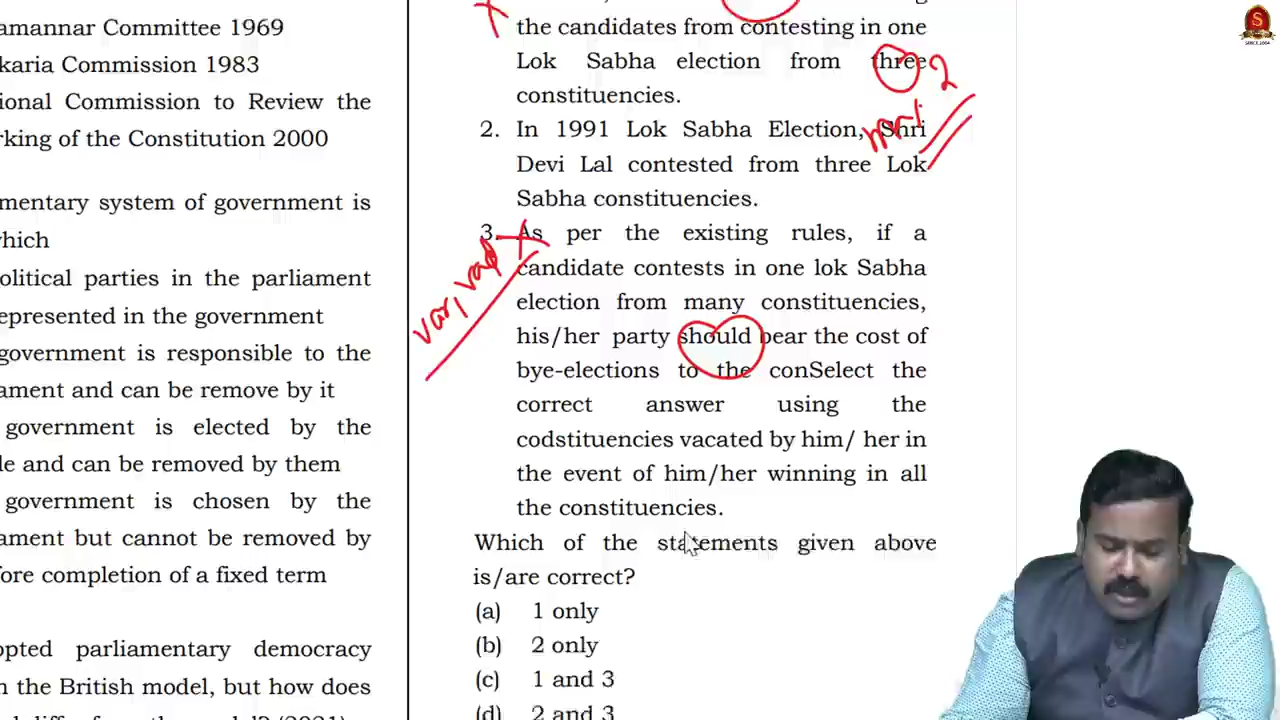 amannar Committee 1969
karia Commission 1983
ional Commission to Review the
rking of the Constitution 2000
mentary system of government is
which
olitical parties in the parliament
epresented in the government
government is responsible to the
ament and can be remove by it
government is elected by the
le and can be removed by them
government is chosen by the
ament but cannot be removed by
fore completion of a fixed term
opted parliamentary democracy
n the British model, but how does
the candidates from contesting in one
Lok Sabha election from three
constituencies.
2
2. In 1991 Lok Sabha Election, Shri
Devi Lal contested from three Lok
Sabha constituencies.
3. As per the existing rules, if a
candidate contests in one lok Sabha
election from many constituencies,
his/her party should bear the cost of
bye-elections to the conSelect the
correct answer using the
codstituencies vacated by him/ her in
the event of him/her winning in all
the constituencies.
Which of the statements given above
is/are correct?
(a) 1 only
(b) 2 only
(c) 1 and 3
(d) 2 and 3
S
SINCE 2004